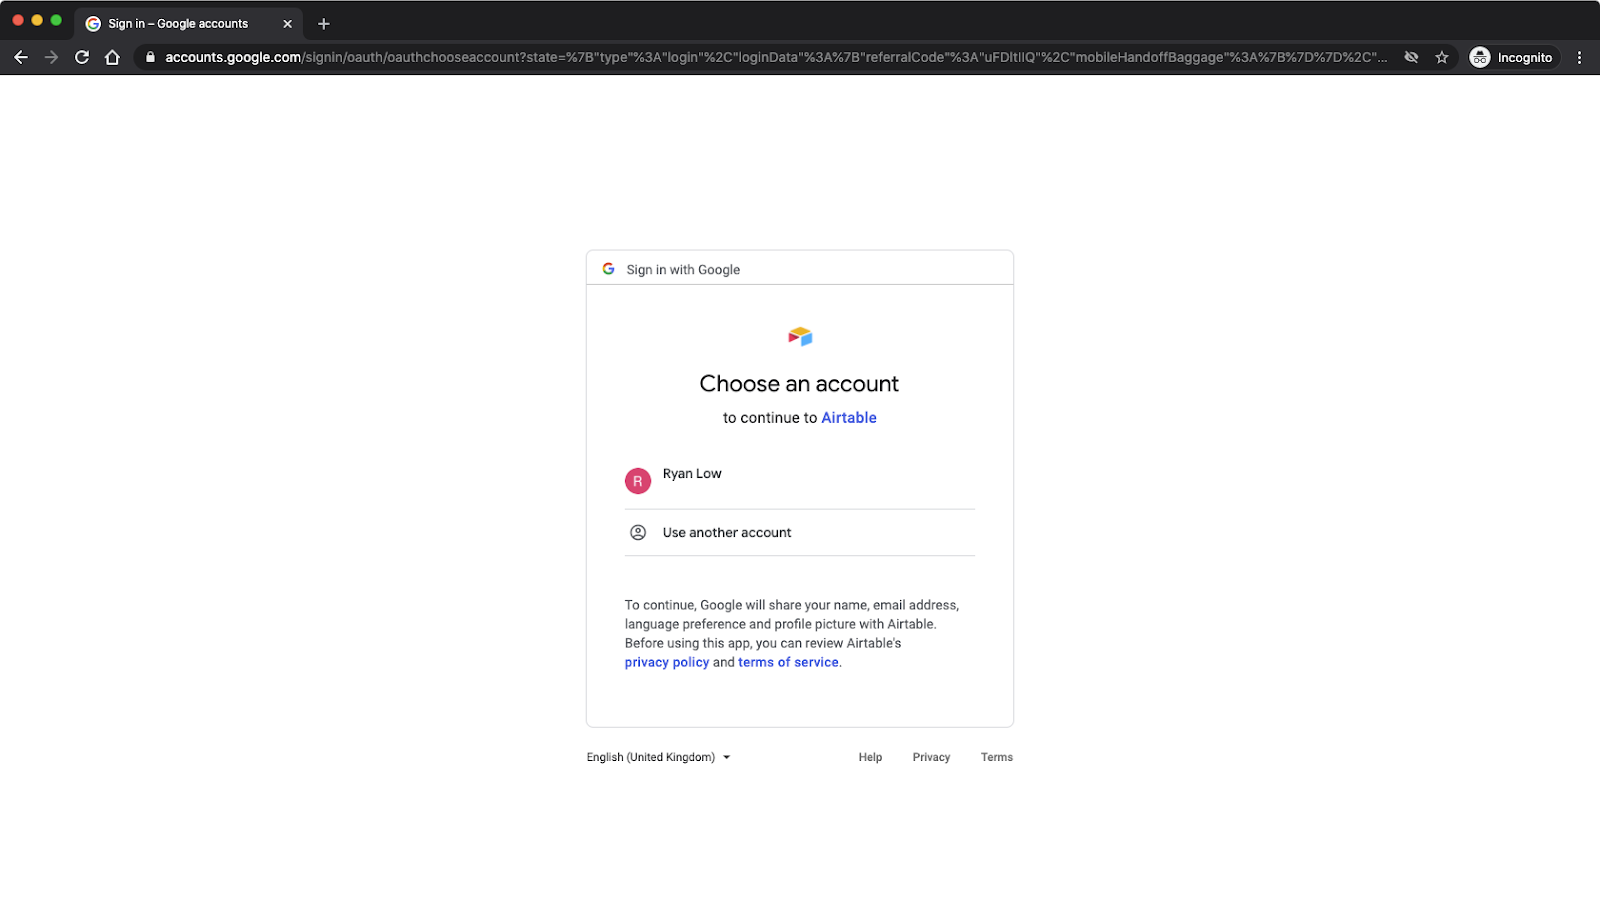 Sign in – Google accounts
accounts.google.com/signin/oauth/oauthchooseaccount?state=%7B"type"%3A"login"%2C"loginData"%3A%7B"referralCode"%3A"uFDltIIQ"%2C"mobileHandoffBaggage"%3A%7B%7D%7D%2C"...
Incognito
Sign in with Google
Choose an account
to continue to Airtable
R
Ryan Low
Use another account
To continue, Google will share your name, email address,
language preference and profile picture with Airtable.
Before using this app, you can review Airtable's
privacy policy and terms of service.
English (United Kingdom)
Help
Privacy
Terms